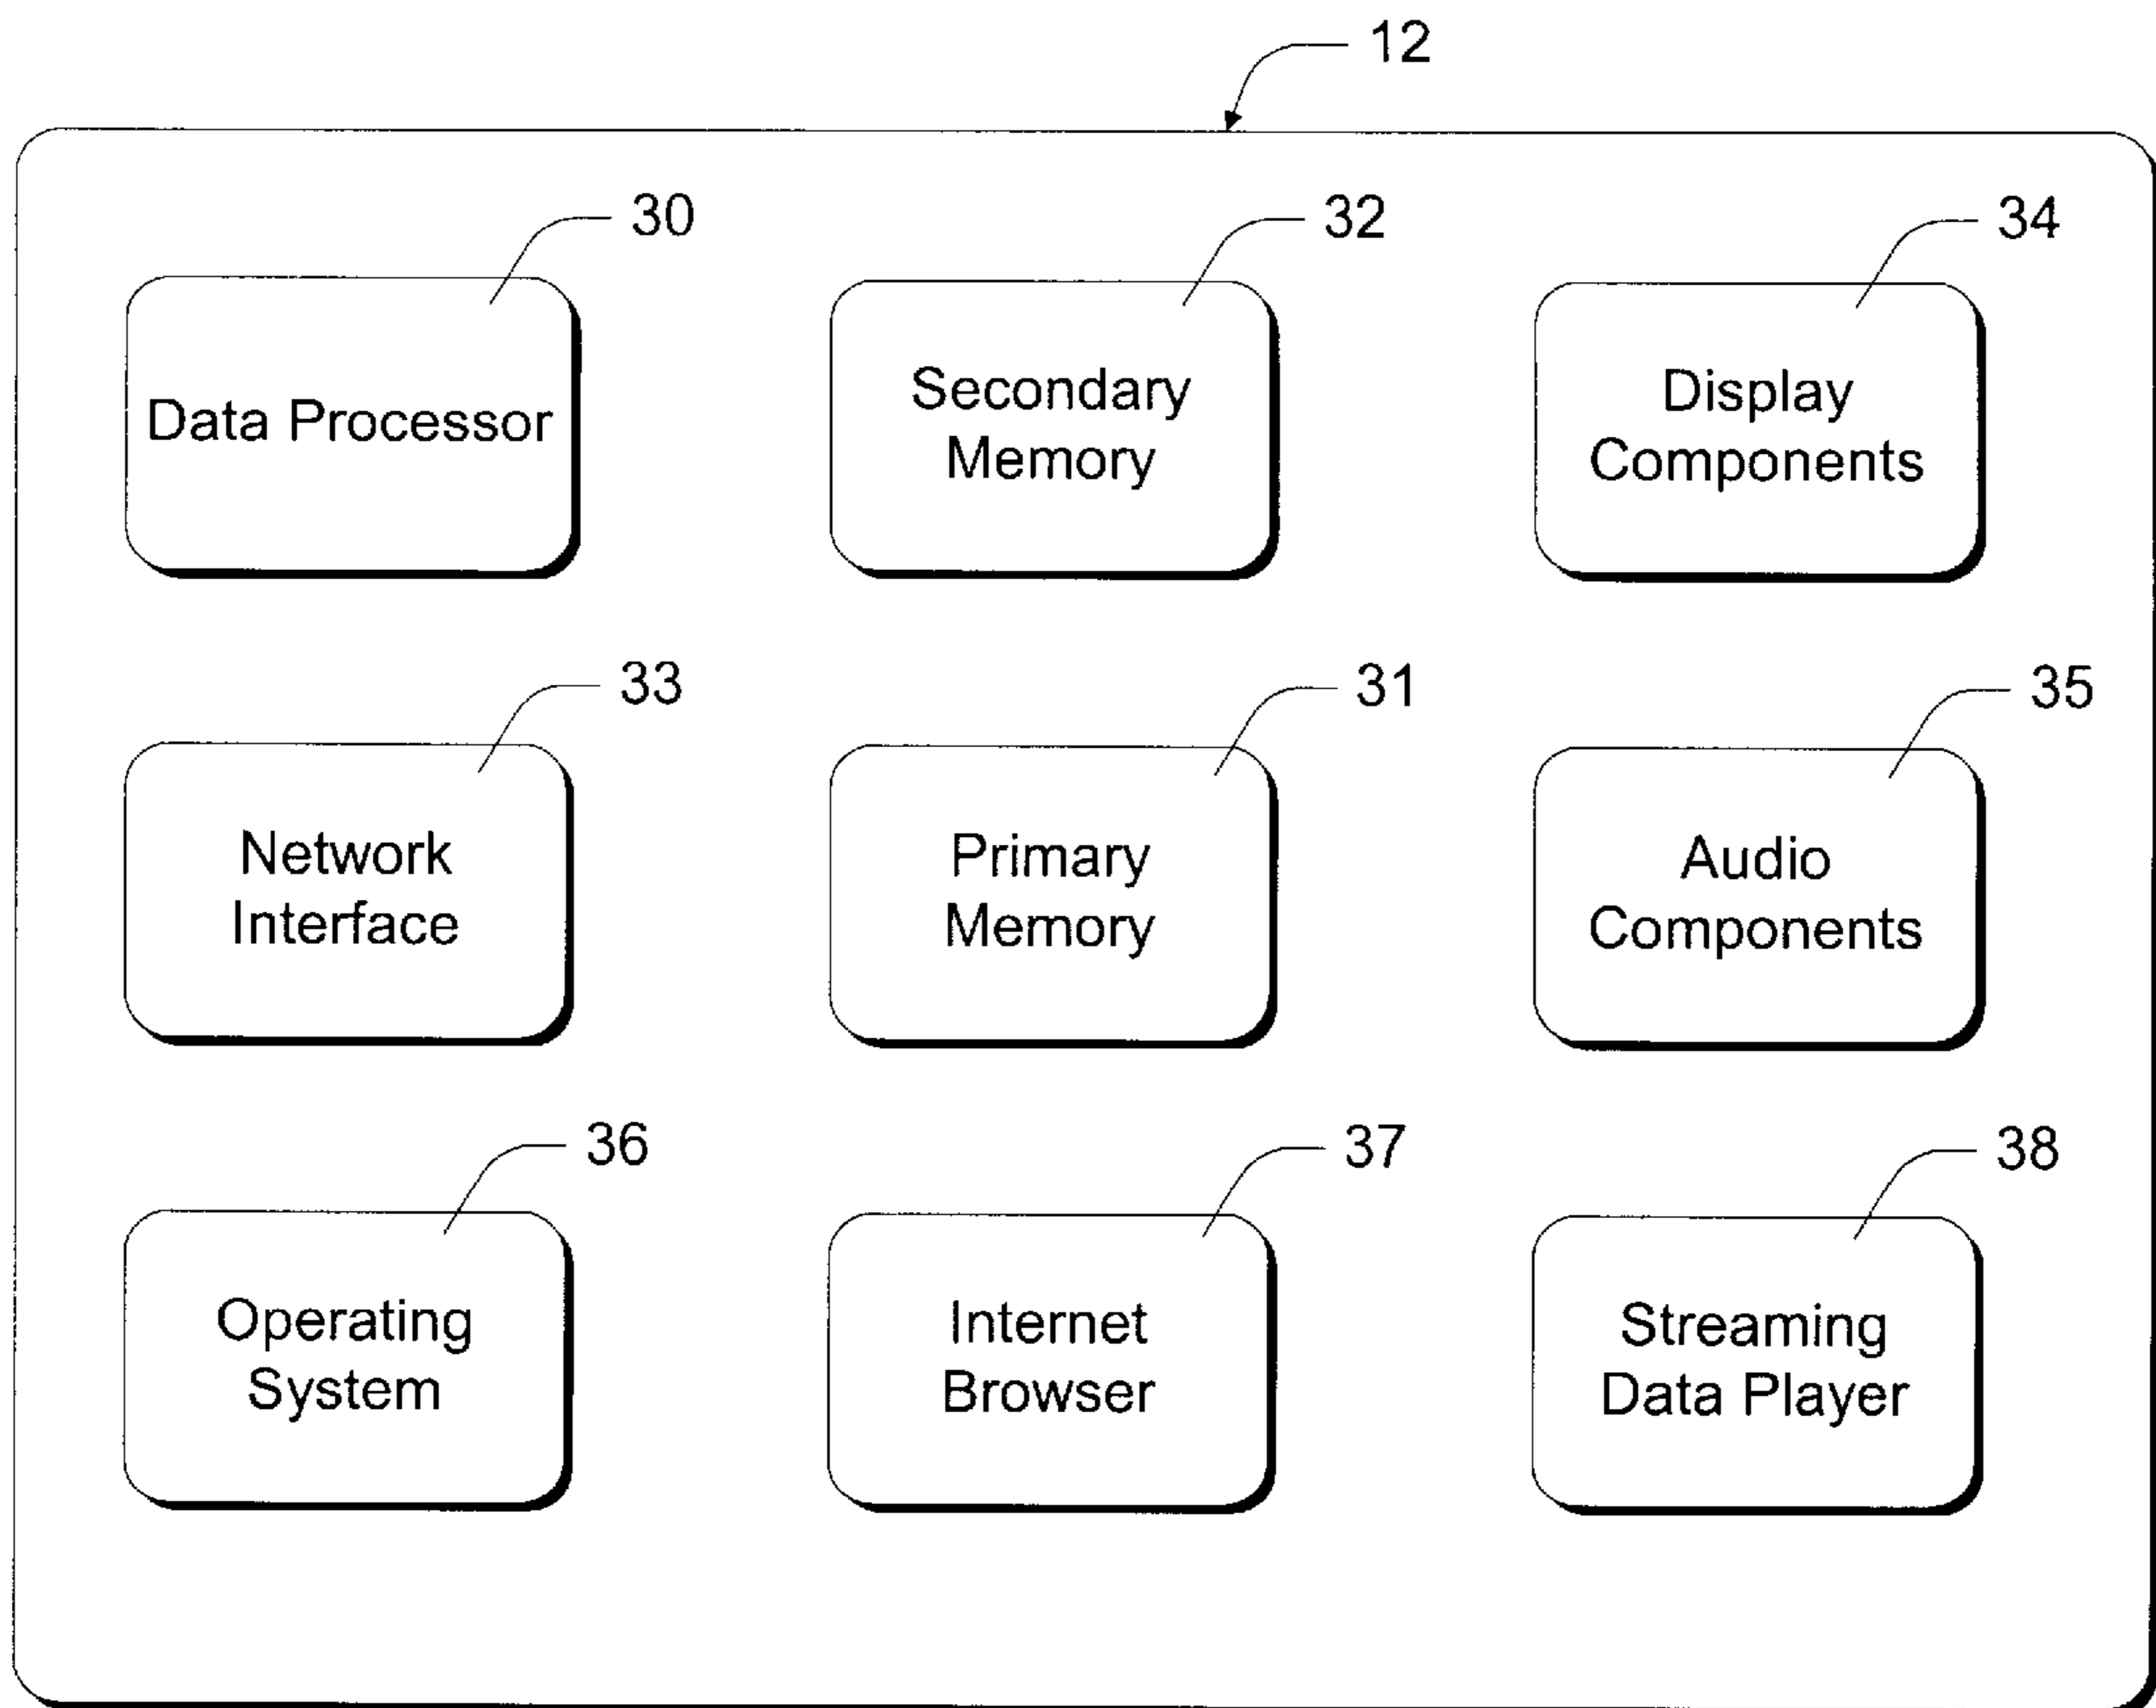 12
30
32
34
Data Processor
Secondary
Memory
Display
Components
33
31
35
Network
Interface
Primary
Memory
Audio
Components
36
37
38
Operating
System
Internet
Browser
Streaming
Data Player